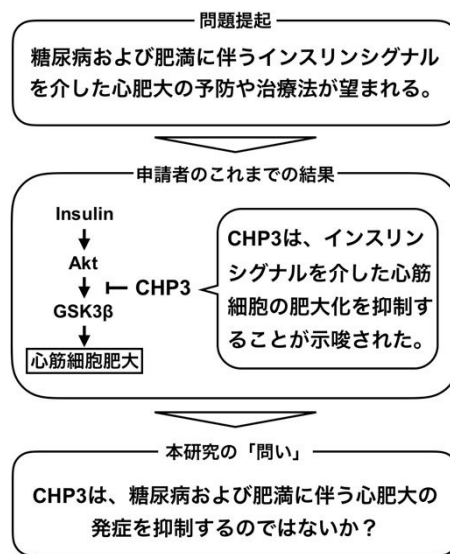 問題提起
糖尿病および肥満に伴うインスリンシグナル
を介した心肥大の予防や治療法が望まれる。
申請者のこれまでの結果
Insulin
Akt
CHP3
GSK3β
心筋細胞肥大
CHP3は、インスリン
シグナルを介した心筋
細胞の肥大化を抑制す
ることが示唆された。
本研究の「問い」
CHP3は、糖尿病および肥満に伴う心肥大の
発症を抑制するのではないか？